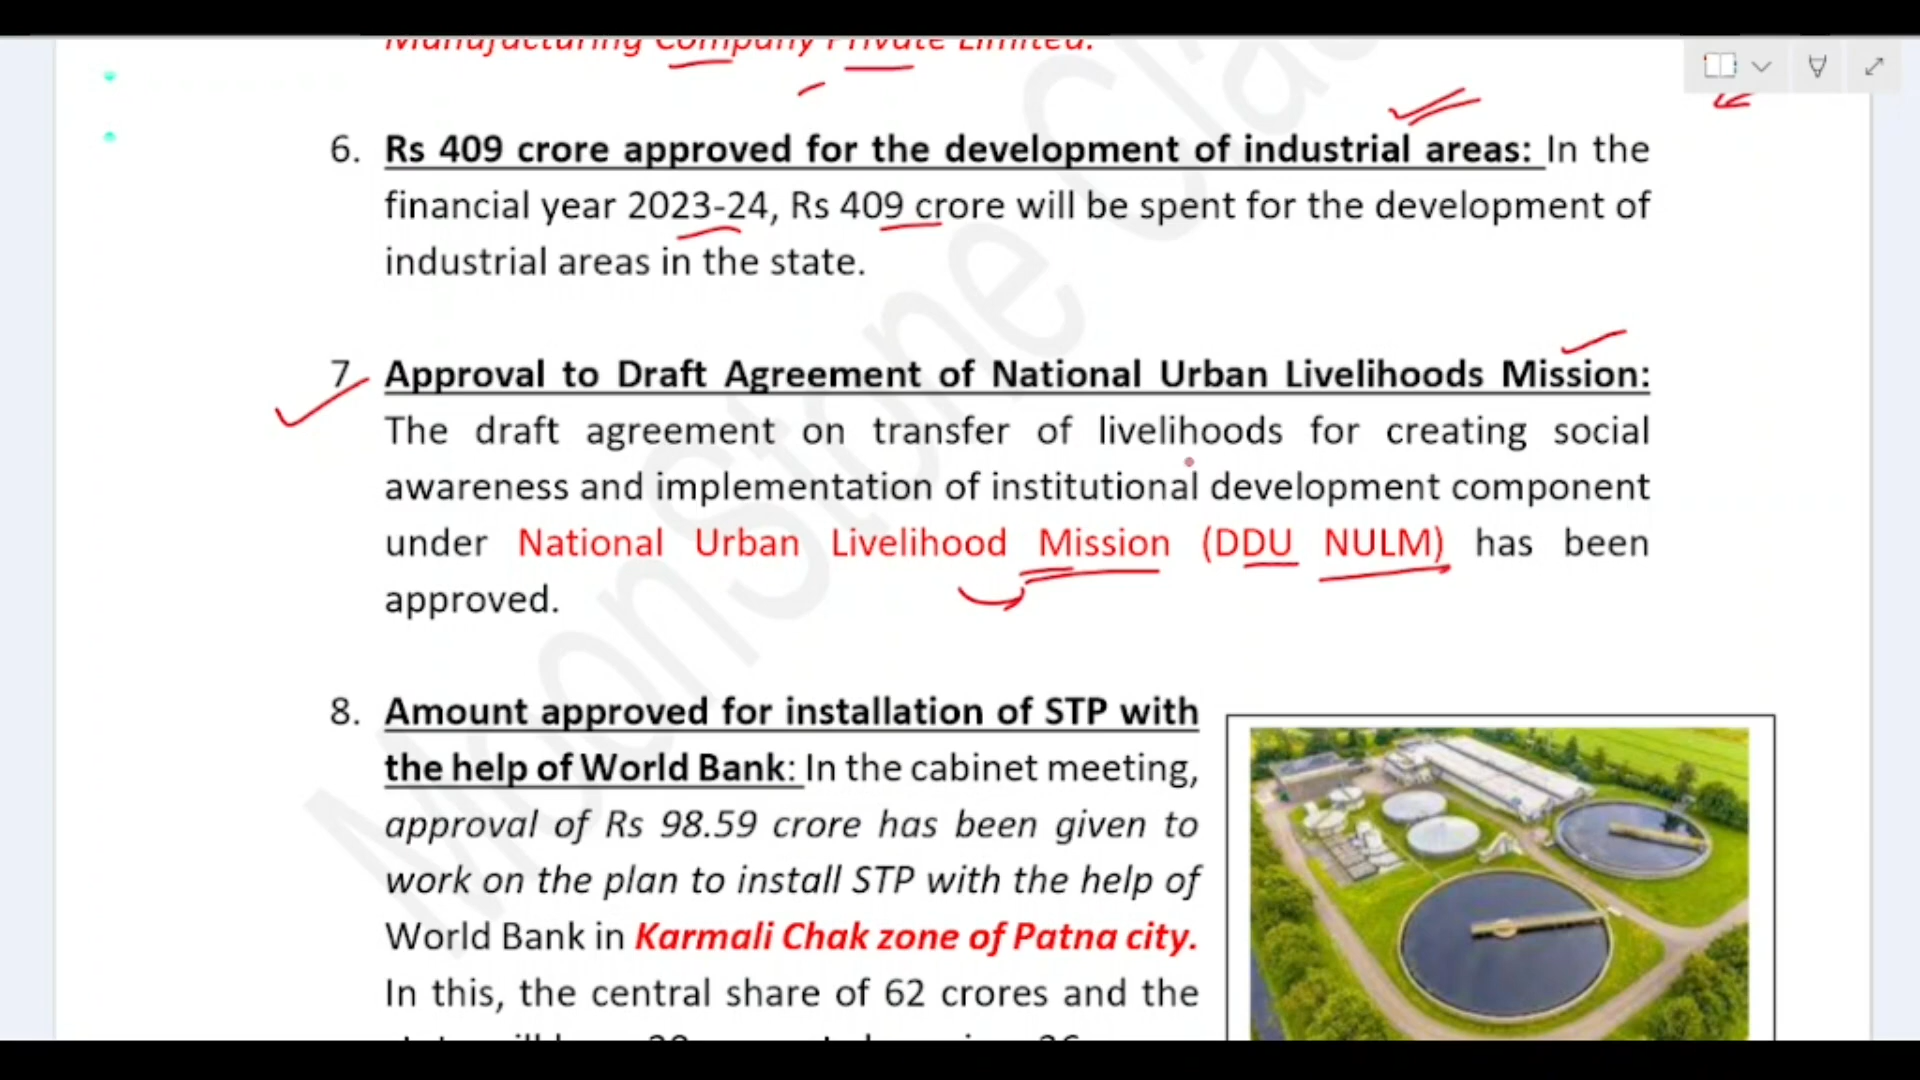 Manufacturing Company Private Limited.
6. Rs 409 crore approved for the development of industrial areas: In the
financial year 2023-24, Rs 409 crore will be spent for the development of
industrial areas in the state.
7. Approval to Draft Agreement of National Urban Livelihoods Mission:
The draft agreement on transfer of livelihoods for creating social
awareness and implementation of institutional development component
under National Urban Livelihood Mission (DDU NULM) has been
approved.
8. Amount approved for installation of STP with
the help of World Bank: In the cabinet meeting,
approval of Rs 98.59 crore has been given to
work on the plan to install STP with the help of
World Bank in Karmali Chak zone of Patna city.
In this, the central share of 62 crores and the